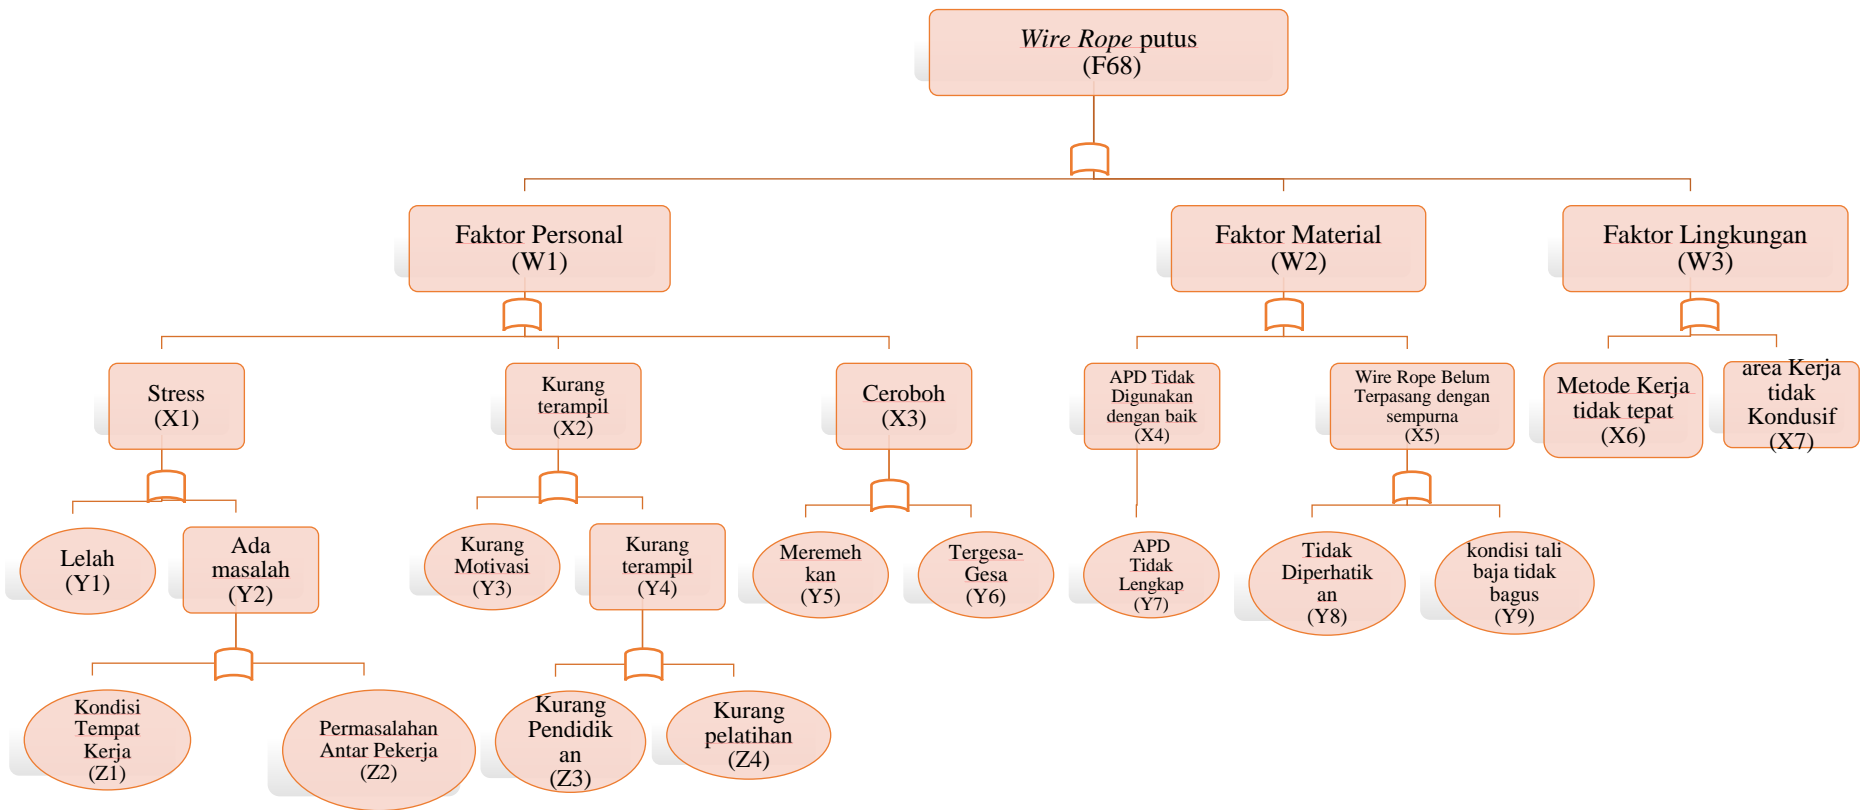 Wire Rope putus
(F68)
Faktor Personal
(W1)
Faktor Material
(W2)
Faktor Lingkungan
(W3)
Stress
(X1)
Kurang
terampil
(X2)
Ceroboh
(X3)
APD Tidak
Digunakan
dengan baik
(X4)
Wire Rope Belum
Terpasang dengan
sempurna
(X5)
Metode Kerja
tidak tepat
(X6)
area Kerja
tidak
Kondusif
(X7)
Lelah
(Y1)
Ada
masalah
(Y2)
Kurang
Motivasi
(Y3)
Kurang
terampil
(Y4)
Meremeh
kan
(Y5)
Tergesa-
Gesa
(Y6)
APD
Tidak
Lengkap
(Y7)
Tidak
Diperhatik
an
(Y8)
kondisi tali
baja tidak
bagus
(Y9)
Kondisi
Tempat
Kerja
(Z1)
Permasalahan
Antar Pekerja
(Z2)
Kurang
Pendidik
an
(Z3)
Kurang
pelatihan
(Z4)